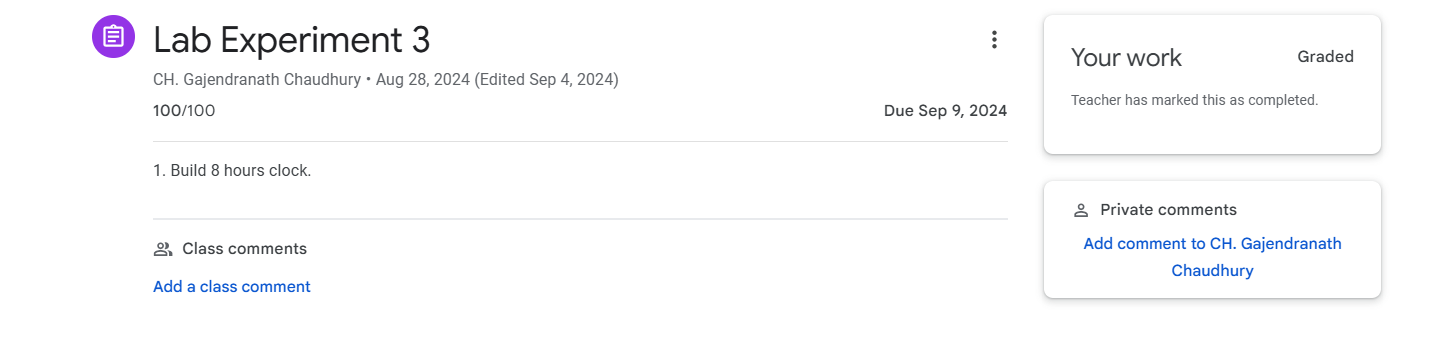 Lab Experiment 3
CH. Gajendranath Chaudhury • Aug 28, 2024 (Edited Sep 4, 2024)
100/100
Due Sep 9, 2024
1. Build 8 hours clock.
Class comments
Add a class comment
Your work
Graded
Teacher has marked this as completed.
Private comments
Add comment to CH. Gajendranath
Chaudhury